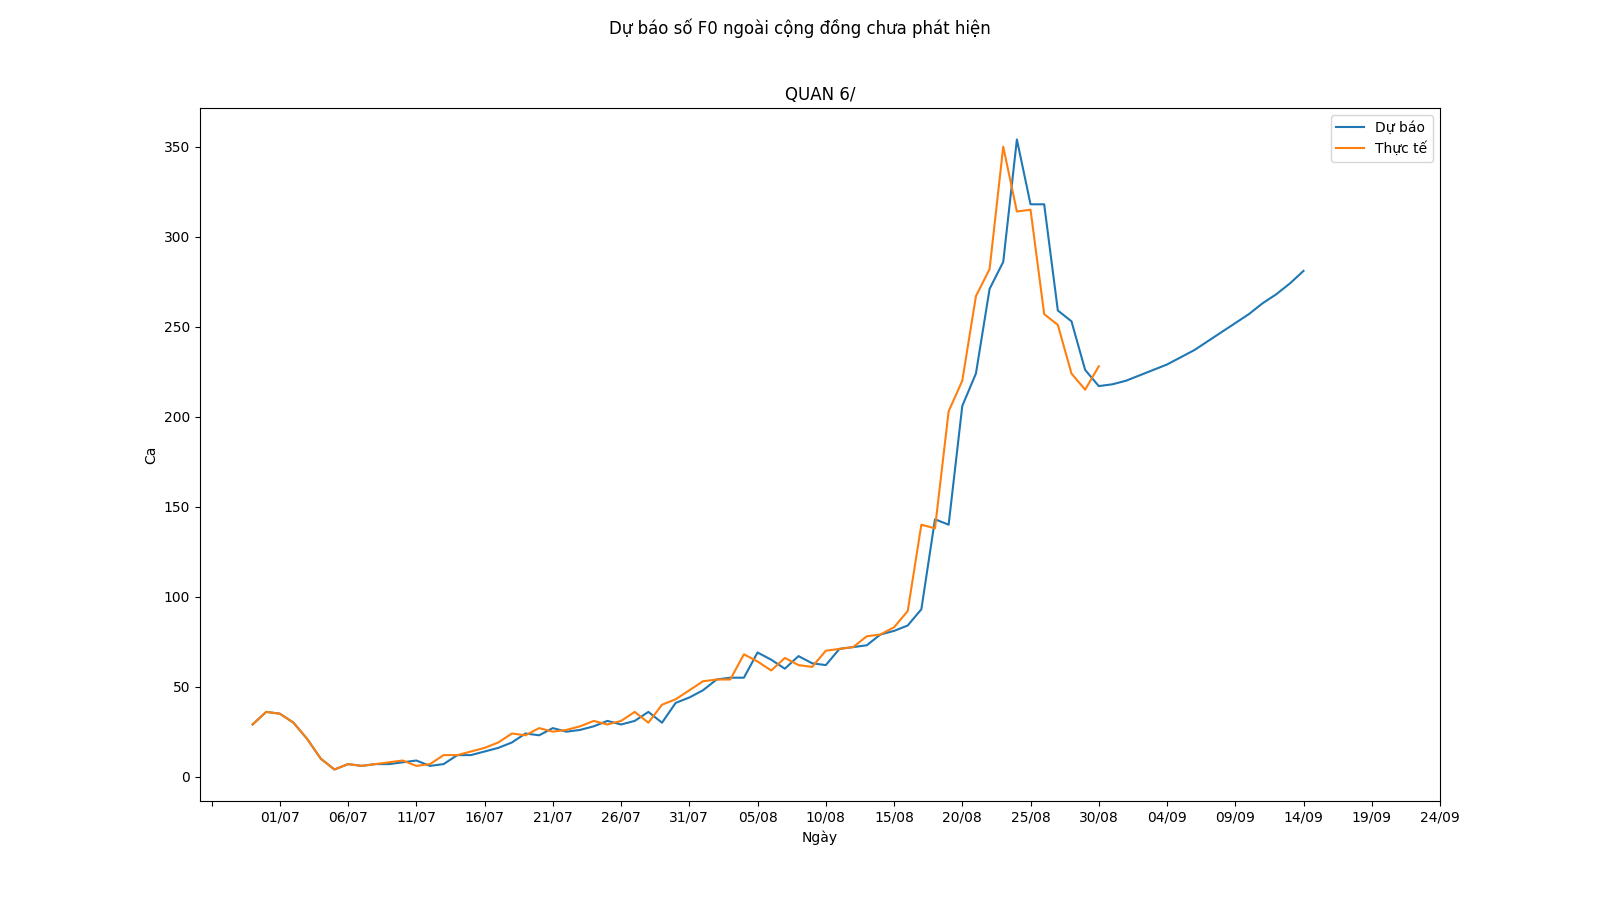 Dự báo số F0 ngoài cộng đồng chưa phát hiện
QUAN 6/
Dự báo
Thực tế
350
300
250
200
150
100
50
0
Ca
01/07 06/07 11/07 16/07 21/07 26/07 31/07 05/08 10/08 15/08 20/08 25/08 30/08 04/09 09/09 14/09 19/09 24/09
Ngày